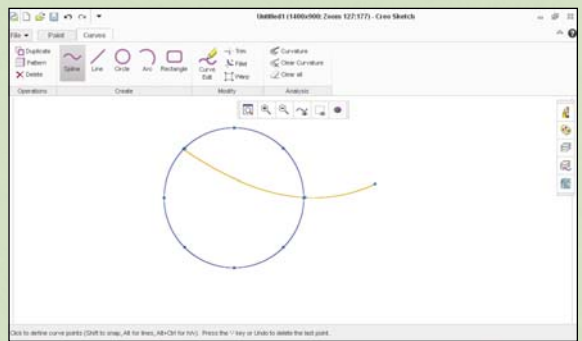 Untitled1 (1400x900: Zoom 127:177) - Creo Sketch
File
Paint
Curves
Duplicate
Pattern
Delete
Spline
Line
Circle
Arc
Rectangle
Curve Edit
Trim
Fillet
Warp
Curvature
Clear Curvature
Clear all
Operations
Create
Modify
Analysis
Click to define curve points (Shift to snap, Alt for lines, Alt+Ctrl for h/v). Press the '\' key or Undo to delete the last point.